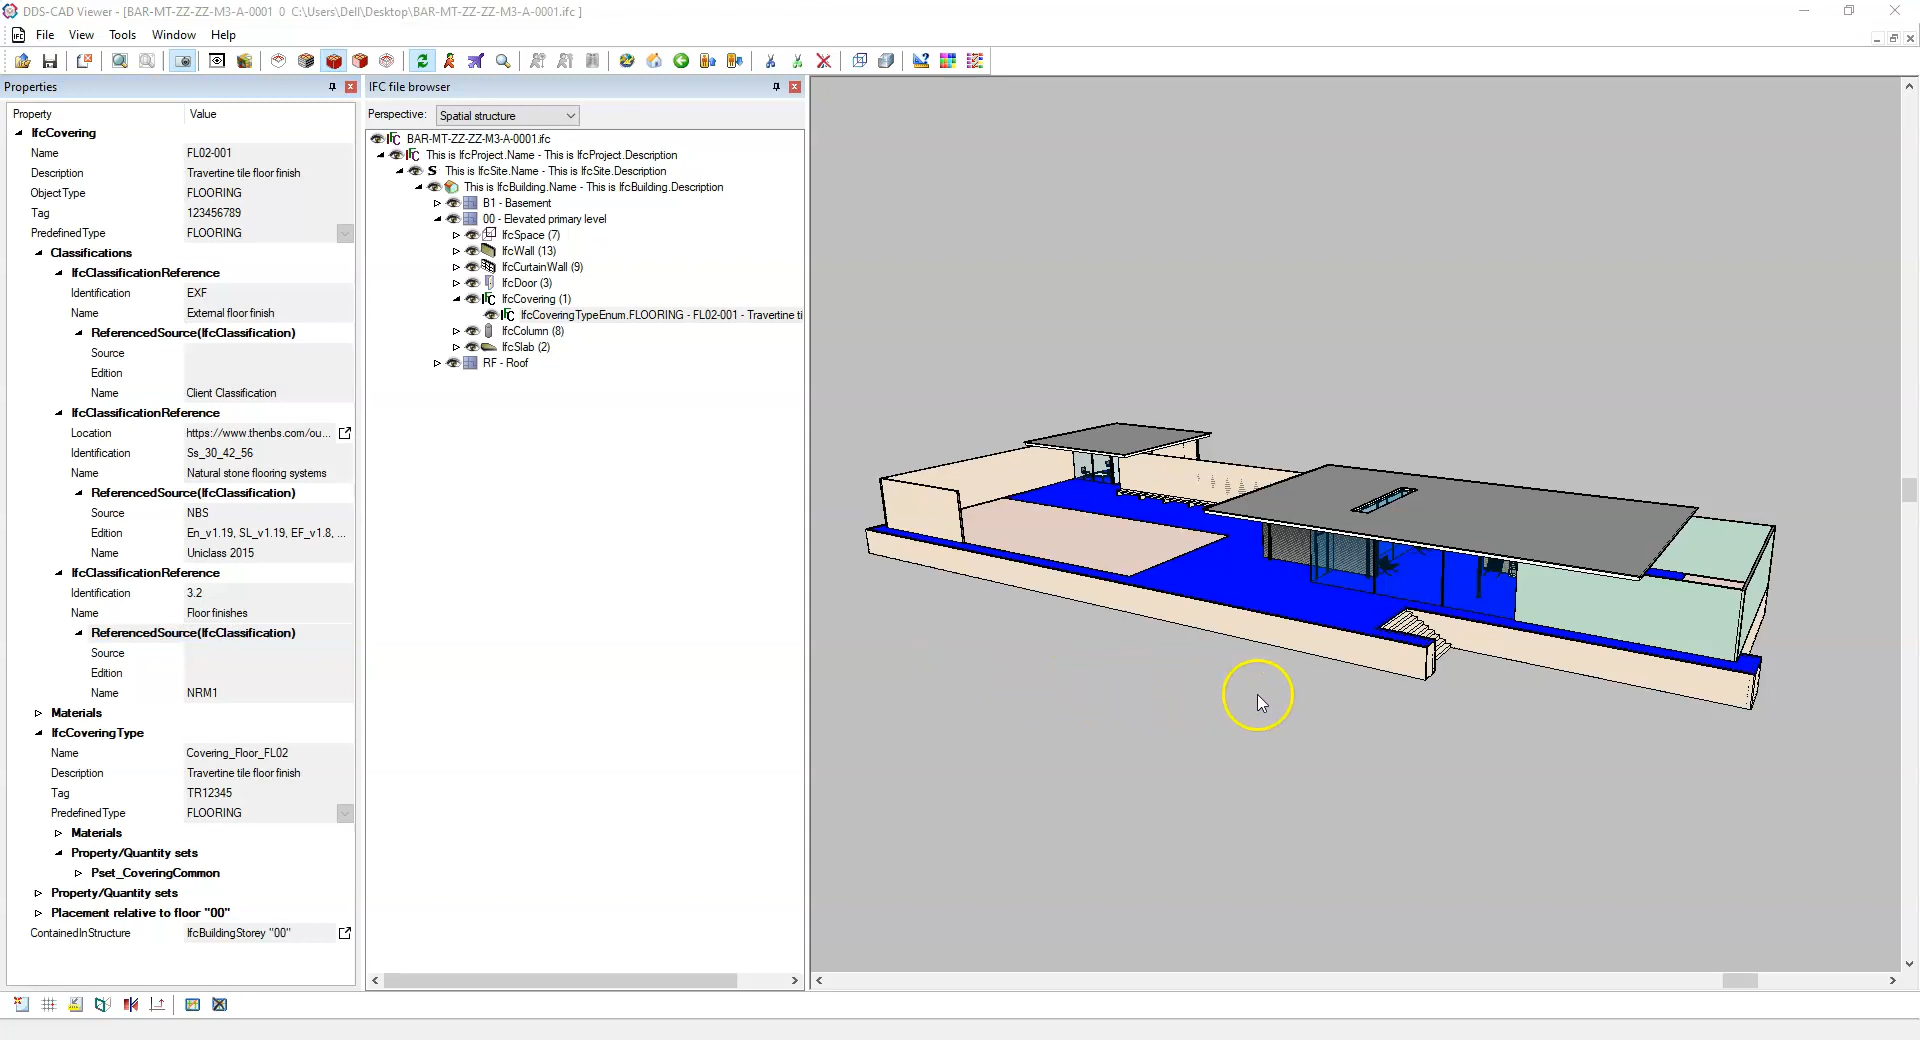 DDS-CAD Viewer - [BAR-MT-ZZ-ZZ-M3-A-0001  0  C:\Users\Dell\Desktop\BAR-MT-ZZ-ZZ-M3-A-0001.ifc ]
File View Tools Window Help
Properties
Property Value
IfcCovering
Name FL02-001
Description Travertine tile floor finish
ObjectType FLOORING
Tag 123456789
PredefinedType FLOORING
Classifications
IfcClassificationReference
Identification EXF
Name External floor finish
ReferencedSource(IfcClassification)
Source
Edition
Name Client Classification
IfcClassificationReference
Location https://www.thenbs.com/ou...
Identification Ss_30_42_56
Name Natural stone flooring systems
ReferencedSource(IfcClassification)
Source NBS
Edition En_v1.19, SL_v1.19, EF_v1.8, ...
Name Uniclass 2015
IfcClassificationReference
Identification 3.2
Name Floor finishes
ReferencedSource(IfcClassification)
Source
Edition
Name NRM1
Materials
IfcCoveringType
Name Covering_Floor_FL02
Description Travertine tile floor finish
Tag TR12345
PredefinedType FLOORING
Materials
Property/Quantity sets
Pset_CoveringCommon
Property/Quantity sets
Placement relative to floor "00"
ContainedInStructure IfcBuildingStorey "00"
IFC file browser
Perspective: Spatial structure
BAR-MT-ZZ-ZZ-M3-A-0001.ifc
This is IfcProject.Name - This is IfcProject.Description
S This is IfcSite.Name - This is IfcSite.Description
This is IfcBuilding.Name - This is IfcBuilding.Description
B1 - Basement
00 - Elevated primary level
IfcSpace (7)
IfcWall (13)
IfcCurtainWall (9)
IfcDoor (3)
IfcCovering (1)
IfcCoveringTypeEnum.FLOORING - FL02-001 - Travertine ti
IfcColumn (8)
IfcSlab (2)
RF - Roof